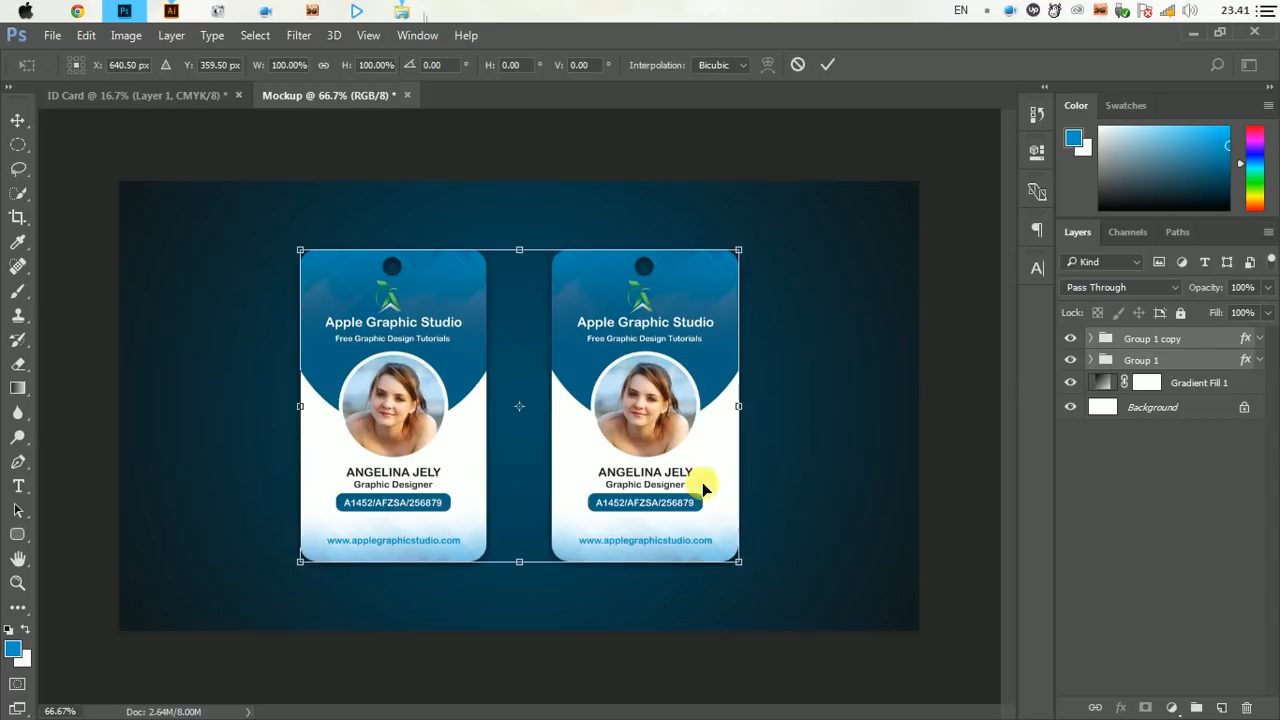 EN
Up
23.41
Ps
File Edit Image Layer Type Select Filter 3D View Window Help
X: 640.50 px Y: 359.50 px W: 100.00% H: 100.00% 0.00 ° H: 0.00 ° V: 0.00 ° Interpolation: Bicubic
ID Card @ 16.7% (Layer 1, CMYK/8) * × Mockup @ 66.7% (RGB/8) * ×
Color Swatches
Layers Channels Paths
Kind
Pass Through Opacity: 100%
Lock: Fill: 100%
Group 1 copy fx
Group 1 fx
Gradient Fill 1
Background
Apple Graphic Studio
Free Graphic Design Tutorials
ANGELINA JELY
Graphic Designer
A1452/AFZSA/256879
www.applegraphicstudio.com
Apple Graphic Studio
Free Graphic Design Tutorials
ANGELINA JELY
Graphic Designer
A1452/AFZSA/256879
www.applegraphicstudio.com
66.67% Doc: 2.64M/8.00M